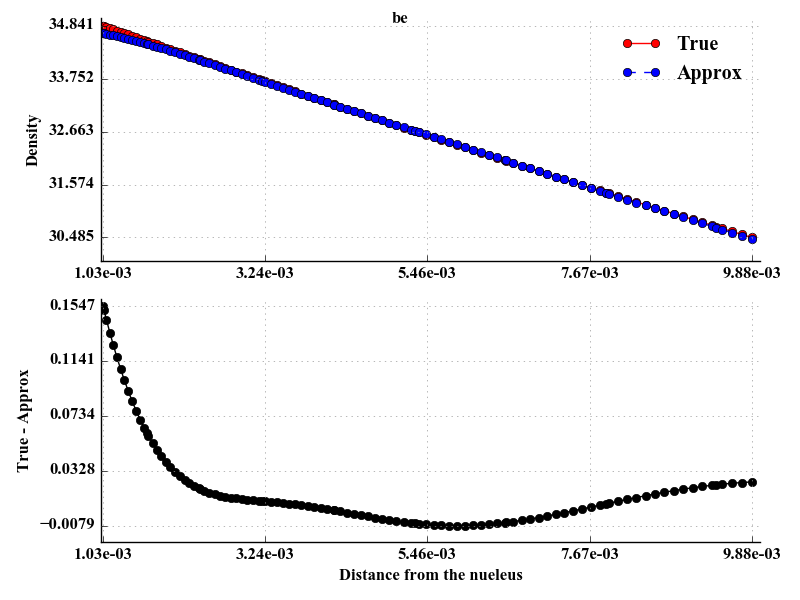 be
34.841
33.752
32.663
31.574
30.485
Density
True
Approx
1.03e-03 3.24e-03 5.46e-03 7.67e-03 9.88e-03
0.1547
0.1141
0.0734
0.0328
−0.0079
True - Approx
1.03e-03 3.24e-03 5.46e-03 7.67e-03 9.88e-03
Distance from the nueleus